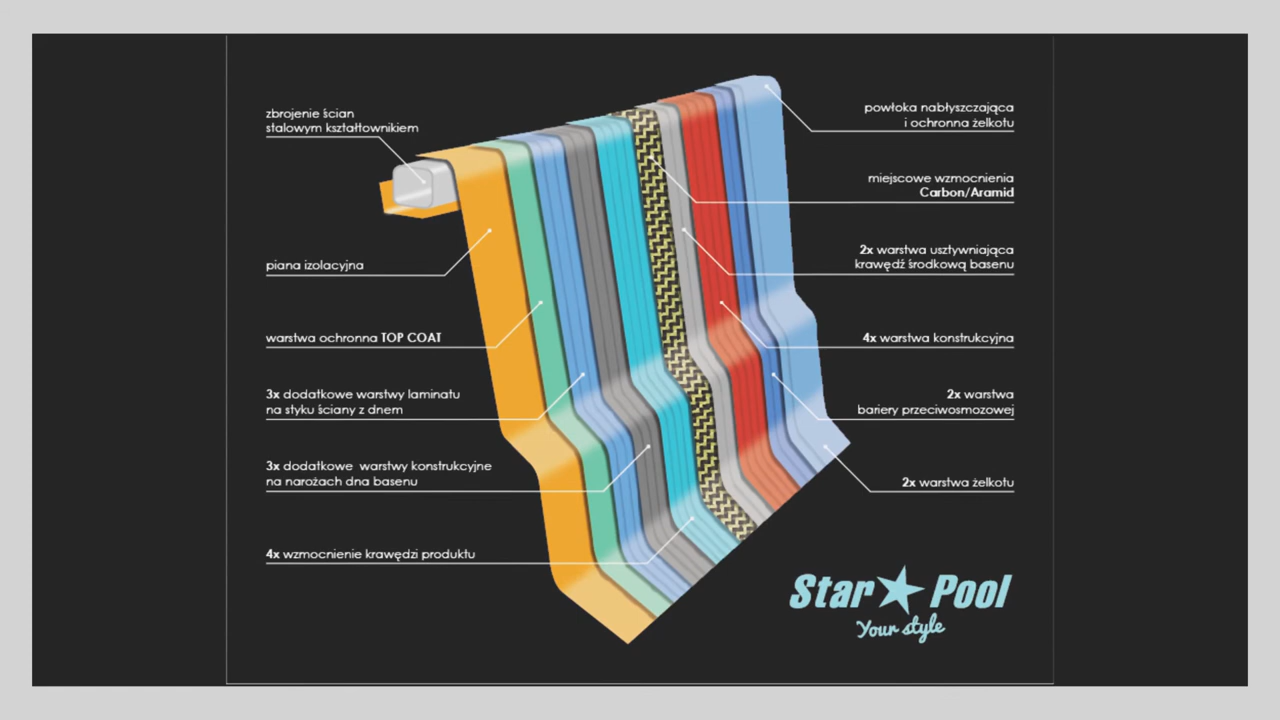 zbrojenie ścian
stalowym kształtownikiem
piana izolacyjna
warstwa ochronna TOP COAT
3x dodatkowe warstwy laminatu
na styku ściany z dnem
3x dodatkowe warstwy konstrukcyjne
na narożach dna basenu
4x wzmocnienie krawędzi produktu
powłoka nabłyszczająca
i ochronna żelkotu
miejscowe wzmocnienia
Carbon/Aramid
2x warstwa usztywniająca
krawędź środkową basenu
4x warstwa konstrukcyjna
2x warstwa
bariery przeciwosmozowej
2x warstwa żelkotu
Star Pool
Your style